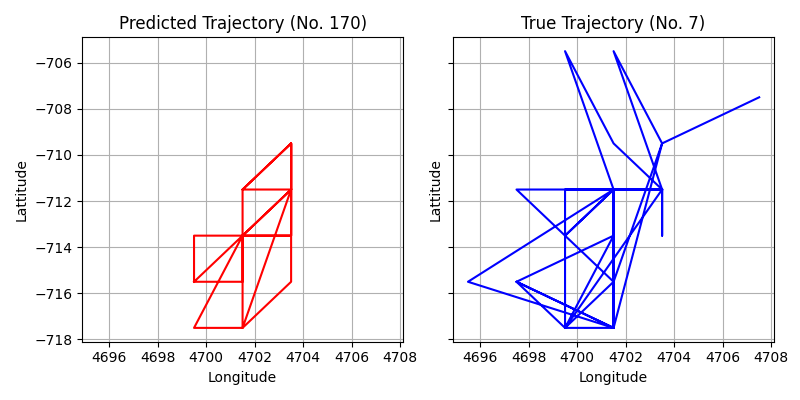 Predicted Trajectory (No. 170)
True Trajectory (No. 7)
−706
−708
−710
−712
−714
−716
−718
Lattitude
Lattitude
4696 4698 4700 4702 4704 4706 4708
4696 4698 4700 4702 4704 4706 4708
Longitude
Longitude